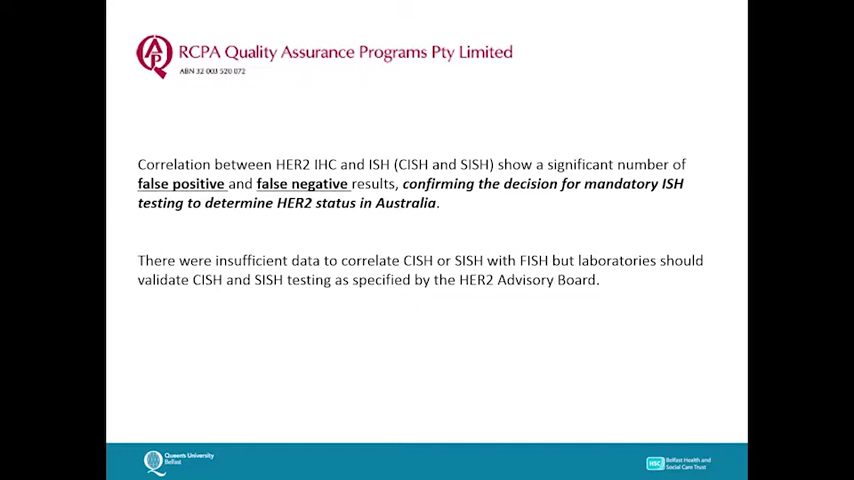 RCPA Quality Assurance Programs Pty Limited
ABN 32 003 520 072
Correlation between HER2 IHC and ISH (CISH and SISH) show a significant number of
false positive and false negative results, confirming the decision for mandatory ISH
testing to determine HER2 status in Australia.
There were insufficient data to correlate CISH or SISH with FISH but laboratories should
validate CISH and SISH testing as specified by the HER2 Advisory Board.
Queen's University
Belfast
HSC Belfast Health and
Social Care Trust